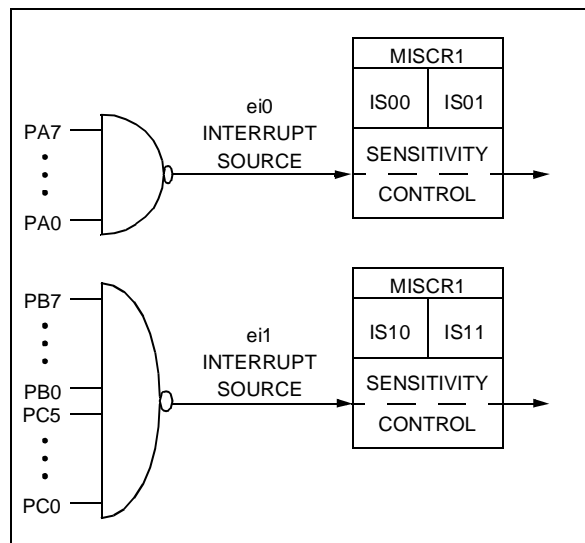 MISCR1
IS00 IS01
ei0
INTERRUPT
SOURCE
PA7
PA0
SENSITIVITY
CONTROL
MISCR1
IS10 IS11
ei1
INTERRUPT
SOURCE
PB7
PB0
PC5
PC0
SENSITIVITY
CONTROL